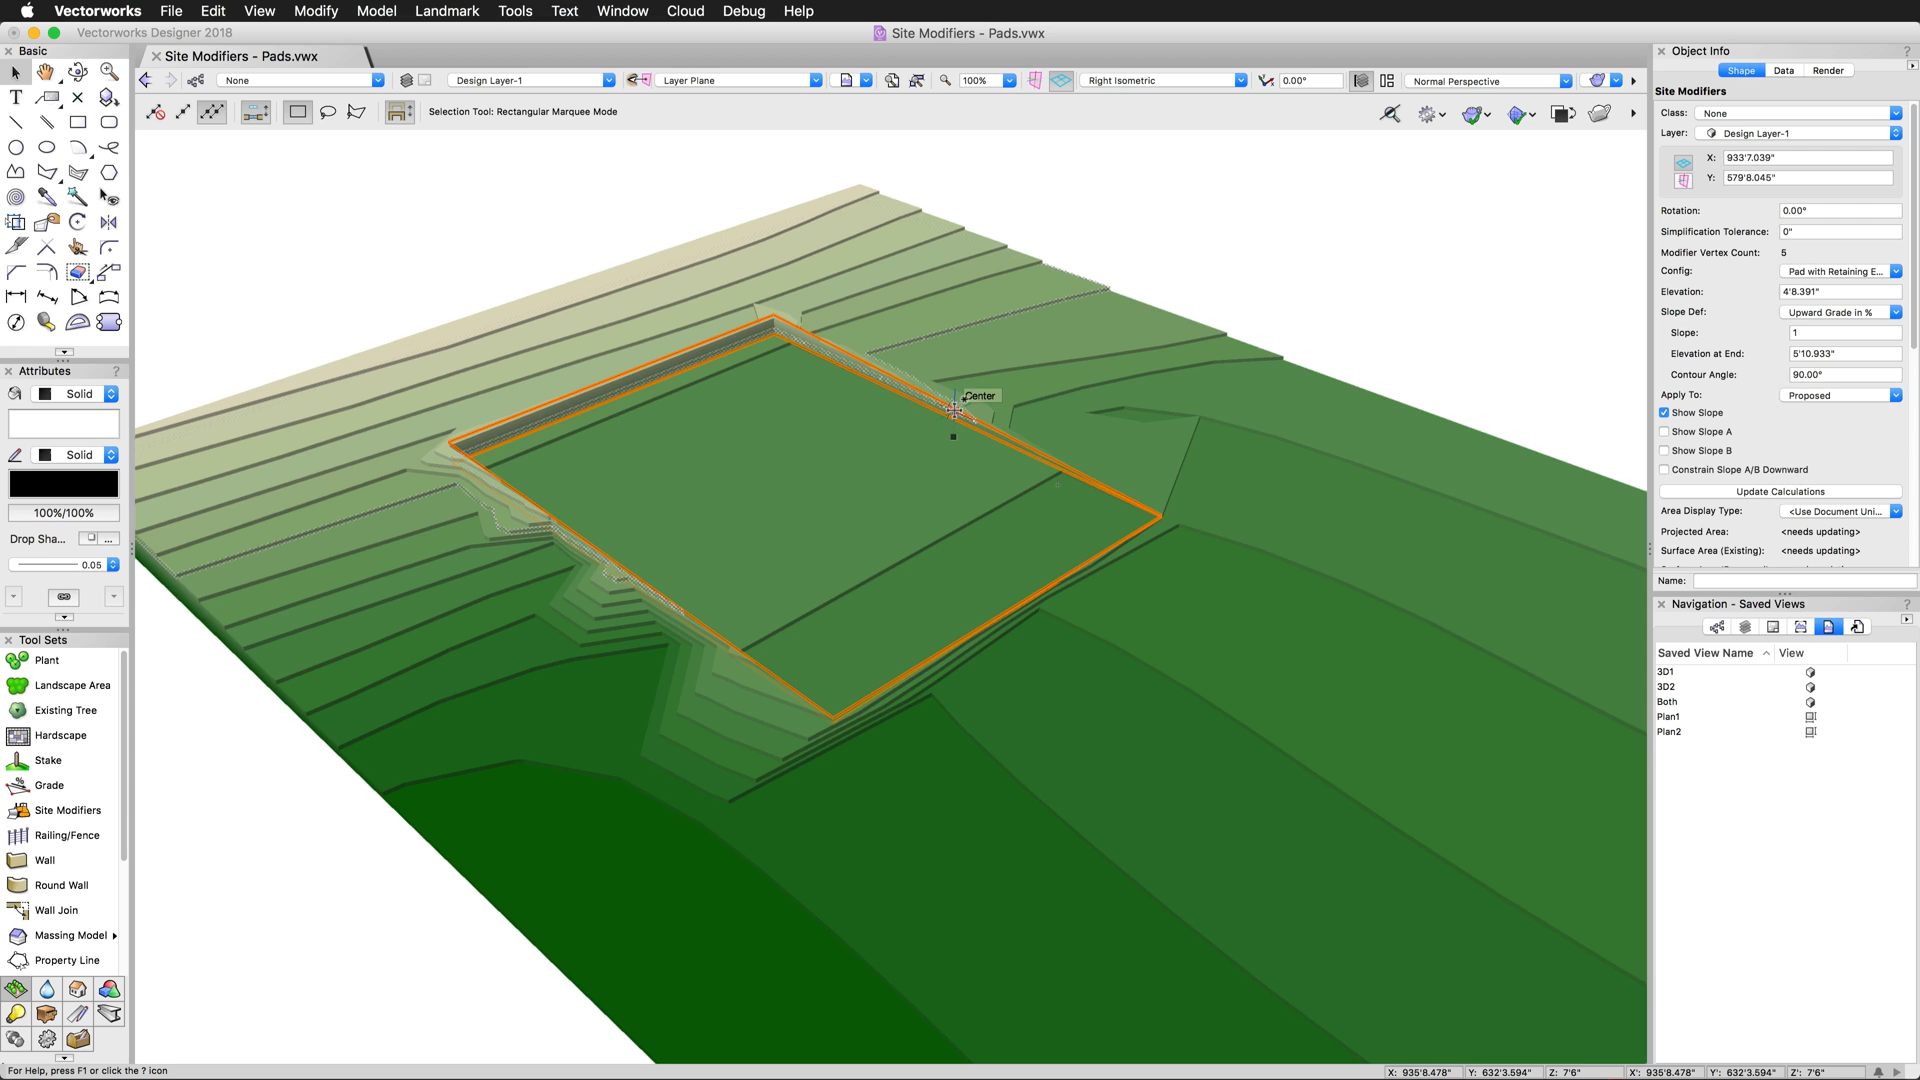 Vectorworks File Edit View Modify Model Landmark Tools Text Window Cloud Debug Help
Vectorworks Designer 2018
Site Modifiers - Pads.vwx
Basic
Site Modifiers - Pads.vwx
None
Design Layer-1
Layer Plane
100%
Right Isometric
0.00°
Normal Perspective
Selection Tool: Rectangular Marquee Mode
Attributes ?
Solid
Solid
100%/100%
Drop Sha... ...
0.05
Tool Sets
Plant
Landscape Area
Existing Tree
Hardscape
Stake
Grade
Site Modifiers
Railing/Fence
Wall
Round Wall
Wall Join
Massing Model
Property Line
Center
Object Info ?
Shape Data Render
Site Modifiers
Class: None
Layer: Design Layer-1
X: 933'7.039"
Y: 579'8.045"
Rotation: 0.00°
Simplification Tolerance: 0"
Modifier Vertex Count: 5
Config: Pad with Retaining E...
Elevation: 4'8.391"
Slope Def: Upward Grade in %
Slope: 1
Elevation at End: 5'10.933"
Contour Angle: 90.00°
Apply To: Proposed
Show Slope
Show Slope A
Show Slope B
Constrain Slope A/B Downward
Update Calculations
Area Display Type: <Use Document Uni...
Projected Area: <needs updating>
Surface Area (Existing): <needs updating>
Name:
Navigation - Saved Views ?
Saved View Name View
3D1
3D2
Both
Plan1
Plan2
For Help, press F1 or click the ? icon
X: 935'8.478" Y: 632'3.594" Z: 7'6" X': 935'8.478" Y': 632'3.594" Z': 7'6"